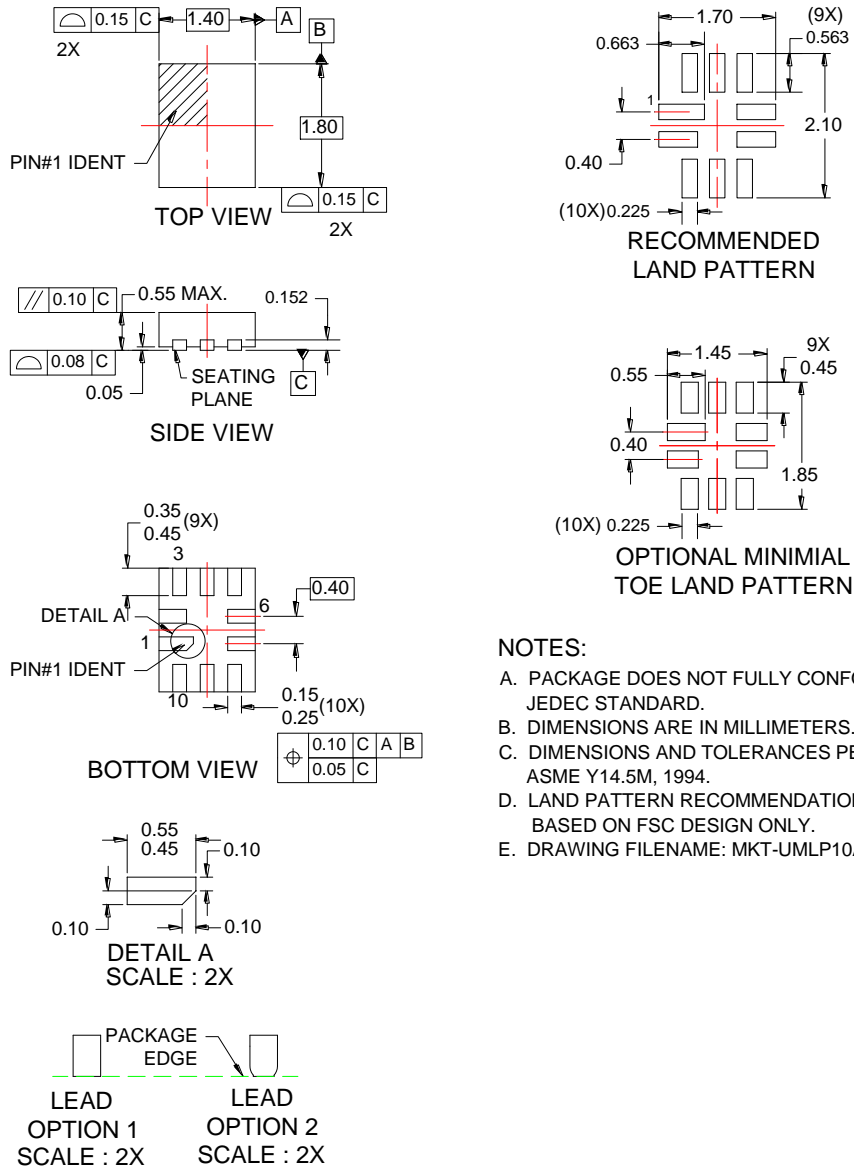 0.15 C
1.40
A
2X
B
1.80
PIN#1 IDENT
0.15 C
TOP VIEW
2X
0.10 C
0.55 MAX.
0.152
0.08 C
0.05
SEATING
PLANE
C
SIDE VIEW
0.35
0.45
(9X)
3
0.40
DETAIL A
6
1
PIN#1 IDENT
10
0.15
0.25
(10X)
0.10 C A B
0.05 C
BOTTOM VIEW
0.55
0.45
0.10
0.10
0.10
DETAIL A
SCALE : 2X
PACKAGE
EDGE
LEAD
OPTION 1
SCALE : 2X
LEAD
OPTION 2
SCALE : 2X
1.70
(9X)
0.563
0.663
1
2.10
0.40
(10X)
0.225
RECOMMENDED
LAND PATTERN
1.45
9X
0.45
0.55
0.40
1.85
(10X)
0.225
OPTIONAL MINIMIAL
TOE LAND PATTERN
NOTES:
A. PACKAGE DOES NOT FULLY CONFO
JEDEC STANDARD.
B. DIMENSIONS ARE IN MILLIMETERS.
C. DIMENSIONS AND TOLERANCES PE
ASME Y14.5M, 1994.
D. LAND PATTERN RECOMMENDATION
BASED ON FSC DESIGN ONLY.
E. DRAWING FILENAME: MKT-UMLP10